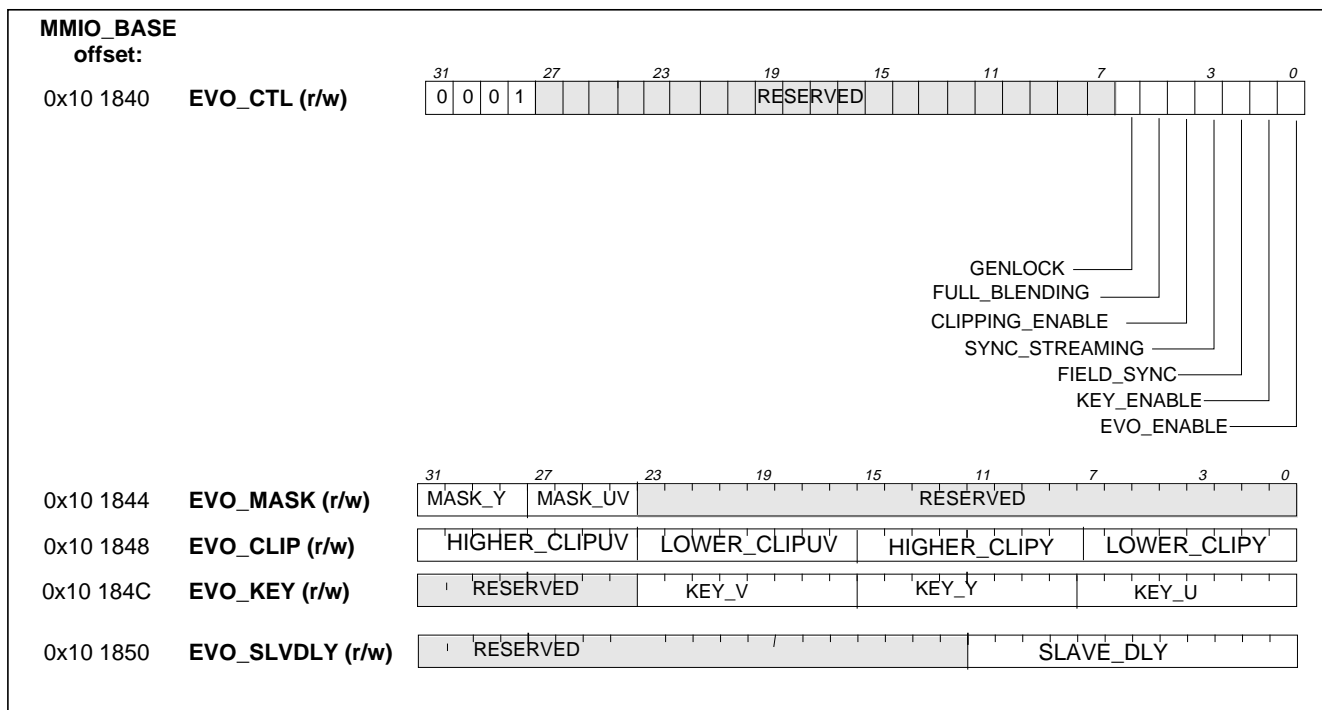 MMIO_BASE
offset:
31 27 23 19 15 11 7 3 0
0x10 1840 EVO_CTL (r/w) 0 0 0 1 RESERVED
GENLOCK
FULL_BLENDING
CLIPPING_ENABLE
SYNC_STREAMING
FIELD_SYNC
KEY_ENABLE
EVO_ENABLE
31 27 23 19 15 11 7 3 0
0x10 1844 EVO_MASK (r/w) MASK_Y MASK_UV RESERVED
0x10 1848 EVO_CLIP (r/w) HIGHER_CLIPUV LOWER_CLIPUV HIGHER_CLIPY LOWER_CLIPY
0x10 184C EVO_KEY (r/w) RESERVED KEY_V KEY_Y KEY_U
0x10 1850 EVO_SLVDLY (r/w) RESERVED SLAVE_DLY